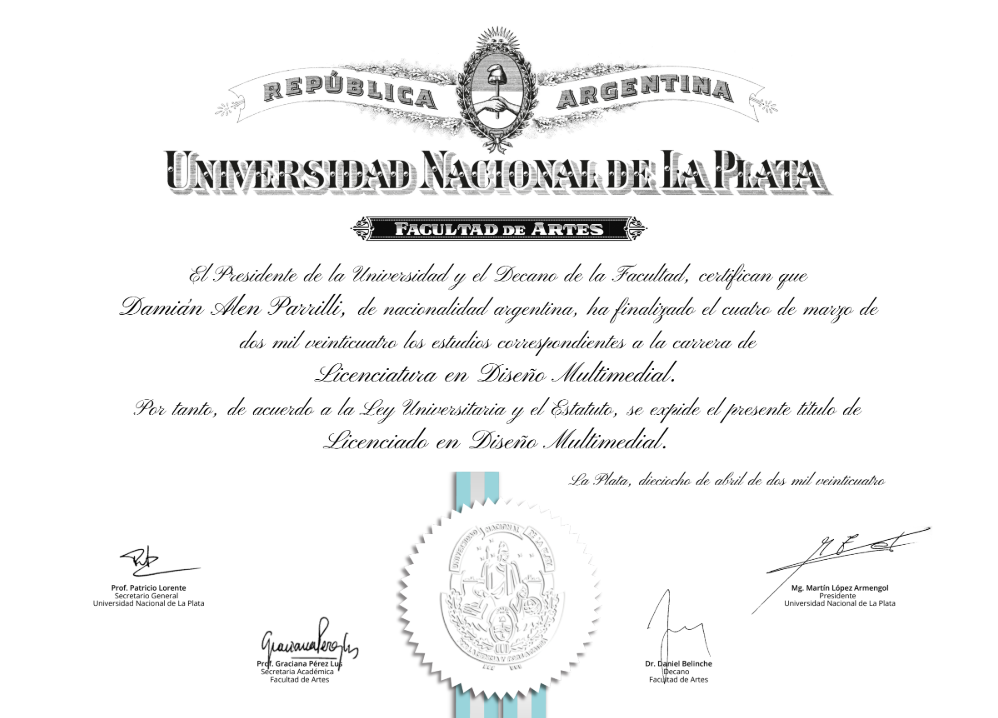 REPÚBLICA ARGENTINA
UNIVERSIDAD NACIONAL DE LA PLATA
FACULTAD DE ARTES
El Presidente de la Universidad y el Decano de la Facultad, certifican que
Damián Alen Parrilli, de nacionalidad argentina, ha finalizado el cuatro de marzo de
dos mil veinticuatro los estudios correspondientes a la carrera de
Licenciatura en Diseño Multimedial.
Por tanto, de acuerdo a la Ley Universitaria y el Estatuto, se expide el presente título de
Licenciado en Diseño Multimedial.
La Plata, dieciocho de abril de dos mil veinticuatro
UNIVERSIDAD NACIONAL DE LA PLATA
Prof. Patricio Lorente
Secretario General
Universidad Nacional de La Plata
Mg. Martín López Armengol
Presidente
Universidad Nacional de La Plata
Prof. Graciana Pérez Lus
Secretaria Académica
Facultad de Artes
Dr. Daniel Belinche
Decano
Facultad de Artes